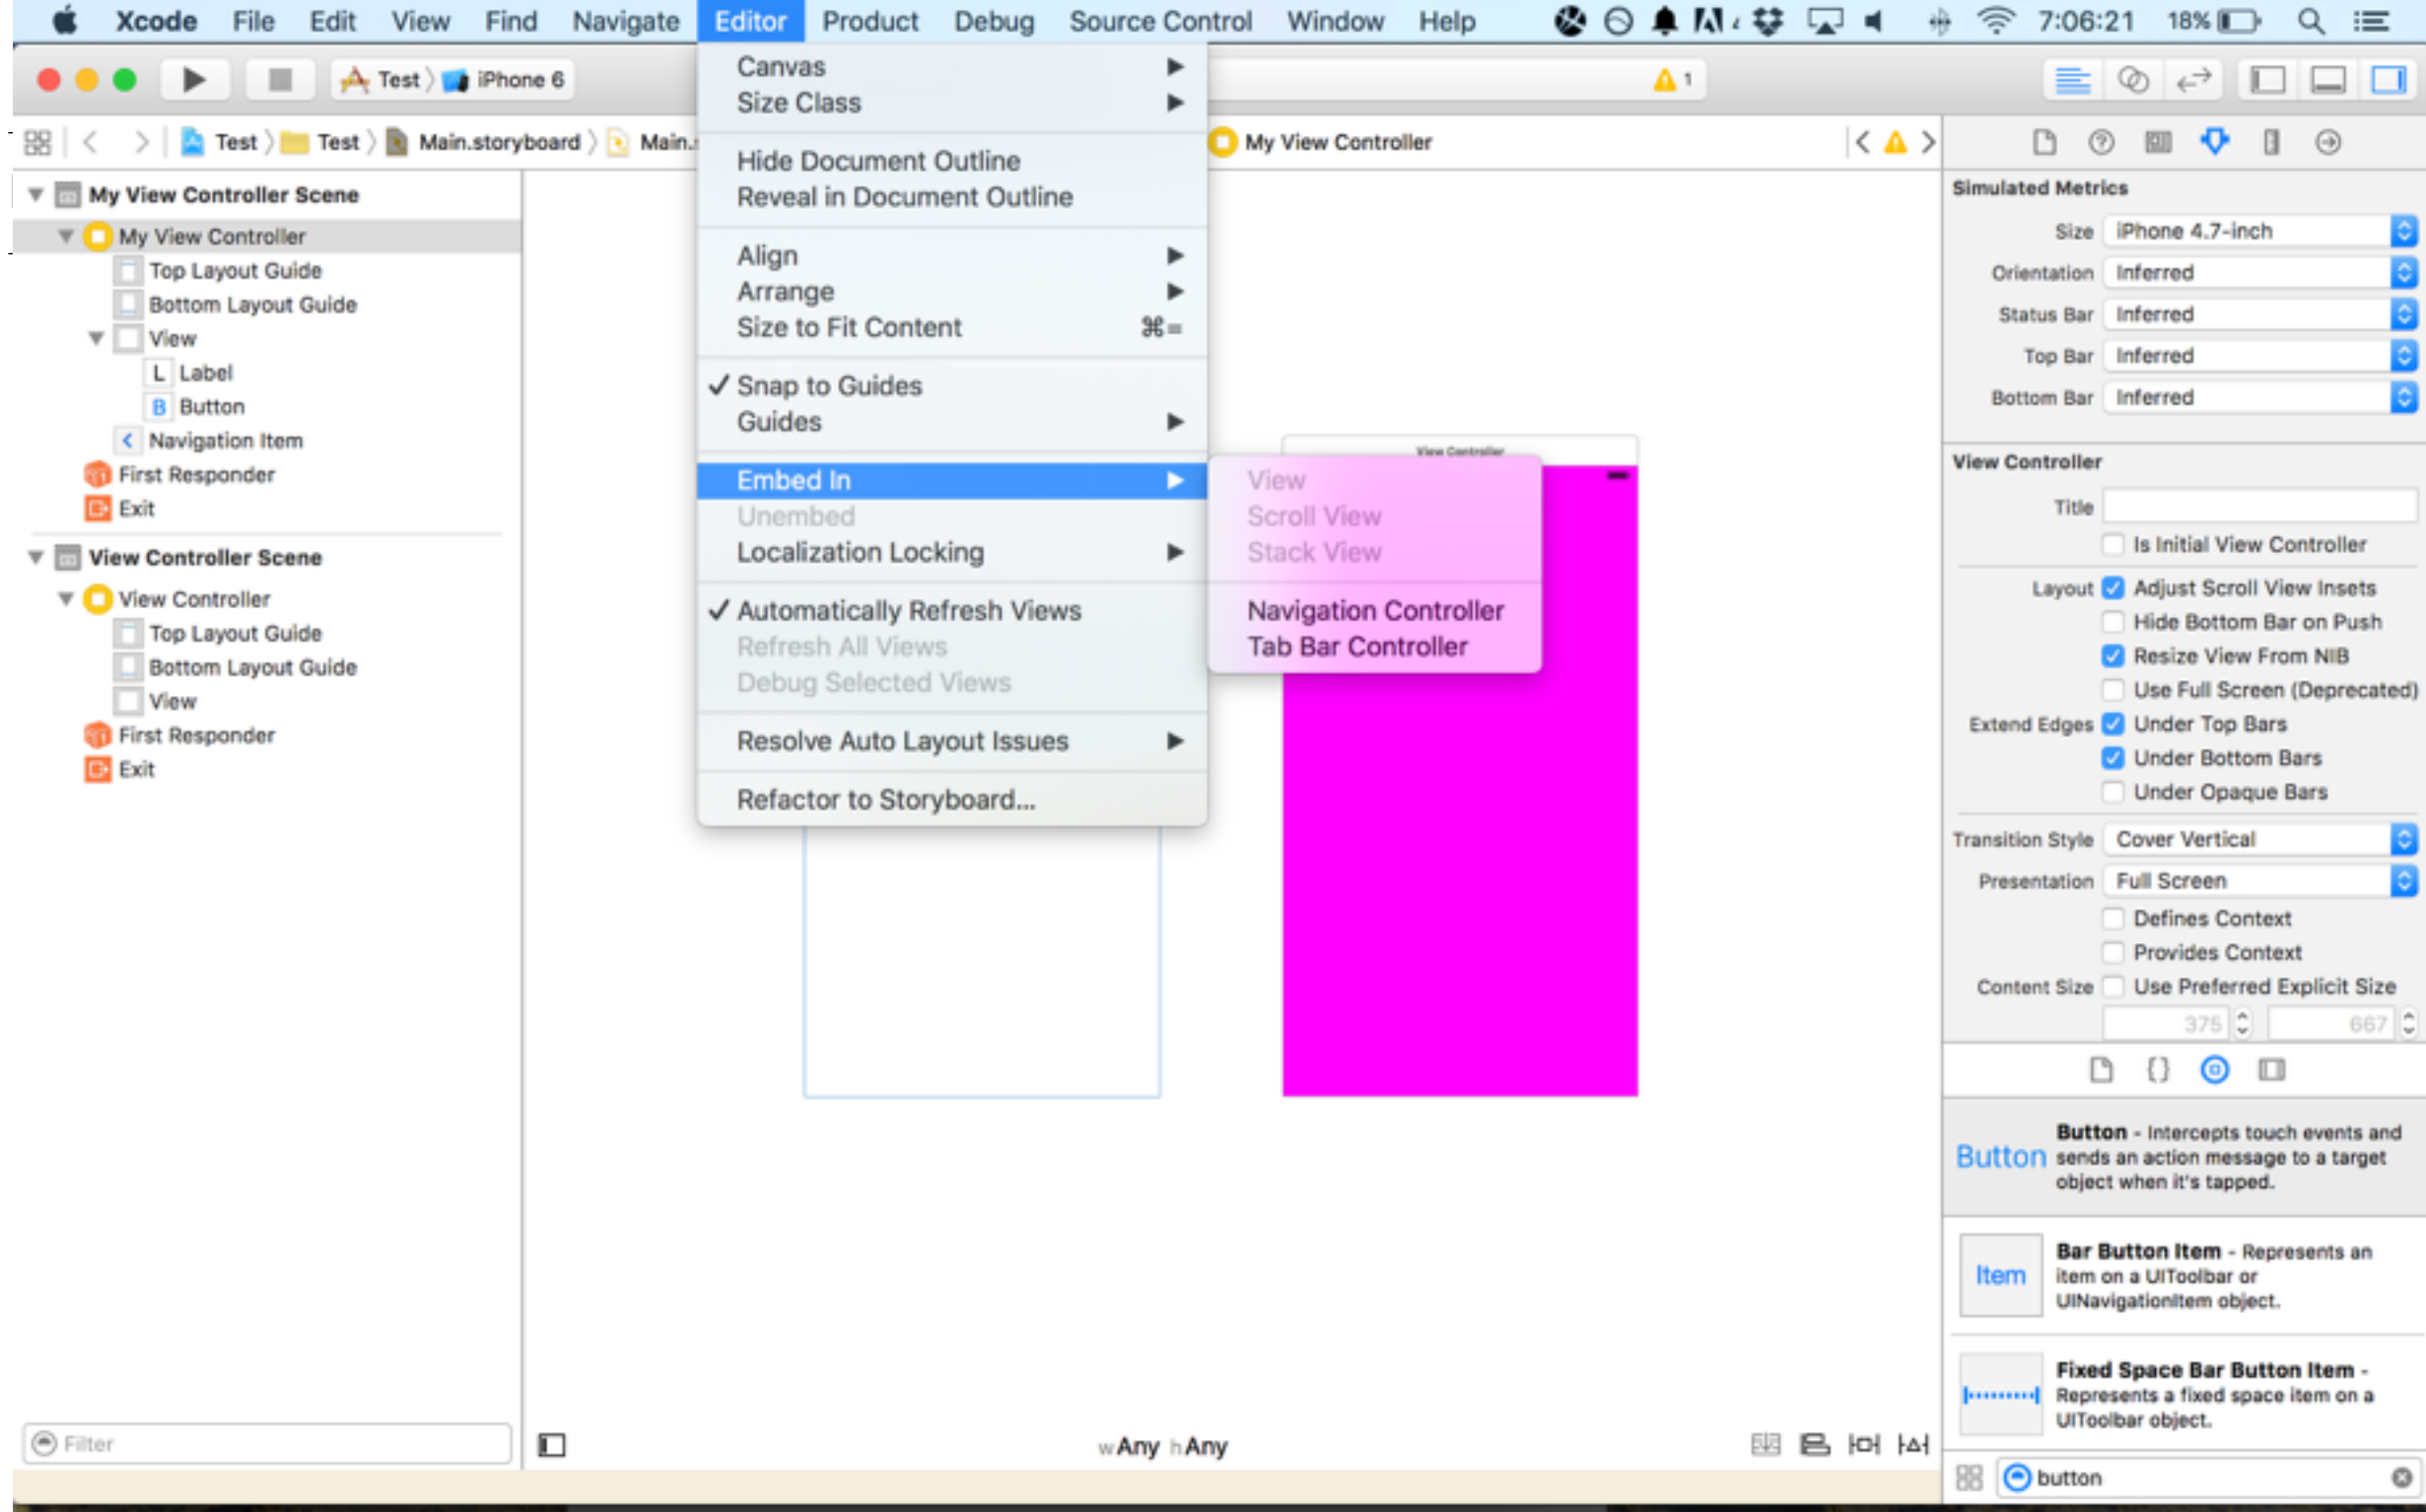 Xcode File Edit View Find Navigate Editor Product Debug Source Control Window Help 7:06:21 18%
Test iPhone 6
1
Test Test Main.storyboard Main. My View Controller
My View Controller Scene
My View Controller
Top Layout Guide
Bottom Layout Guide
View
L Label
B Button
Navigation Item
First Responder
Exit
View Controller Scene
View Controller
Top Layout Guide
Bottom Layout Guide
View
First Responder
Exit
Filter
Canvas
Size Class
Hide Document Outline
Reveal in Document Outline
Align
Arrange
Size to Fit Content ⌘=
Snap to Guides
Guides
Embed In
Unembed
Localization Locking
Automatically Refresh Views
Refresh All Views
Debug Selected Views
Resolve Auto Layout Issues
Refactor to Storyboard...
View Controller
View
Scroll View
Stack View
Navigation Controller
Tab Bar Controller
wAny hAny
Simulated Metrics
Size iPhone 4.7-inch
Orientation Inferred
Status Bar Inferred
Top Bar Inferred
Bottom Bar Inferred
View Controller
Title
Is Initial View Controller
Layout Adjust Scroll View Insets
Hide Bottom Bar on Push
Resize View From NIB
Use Full Screen (Deprecated)
Extend Edges Under Top Bars
Under Bottom Bars
Under Opaque Bars
Transition Style Cover Vertical
Presentation Full Screen
Defines Context
Provides Context
Content Size Use Preferred Explicit Size
375 667
{}
Button Button - Intercepts touch events and
sends an action message to a target
object when it's tapped.
Item Bar Button Item - Represents an
item on a UIToolbar or
UINavigationItem object.
Fixed Space Bar Button Item -
Represents a fixed space item on a
UIToolbar object.
button